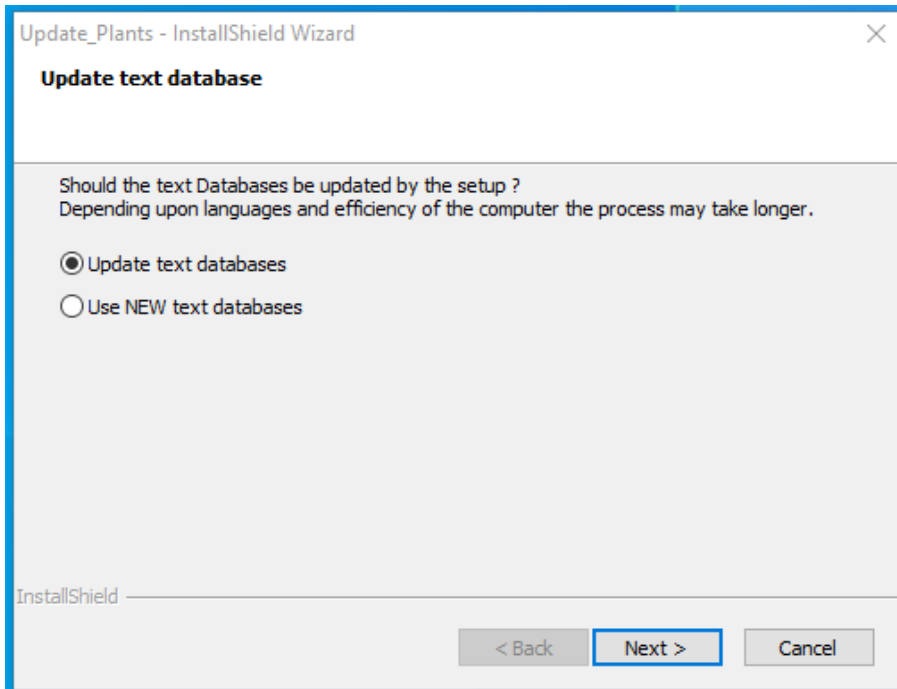 Update_Plants - InstallShield Wizard
Update text database
Should the text Databases be updated by the setup ?
Depending upon languages and efficiency of the computer the process may take longer.
Update text databases
Use NEW text databases
InstallShield
< Back
Next >
Cancel